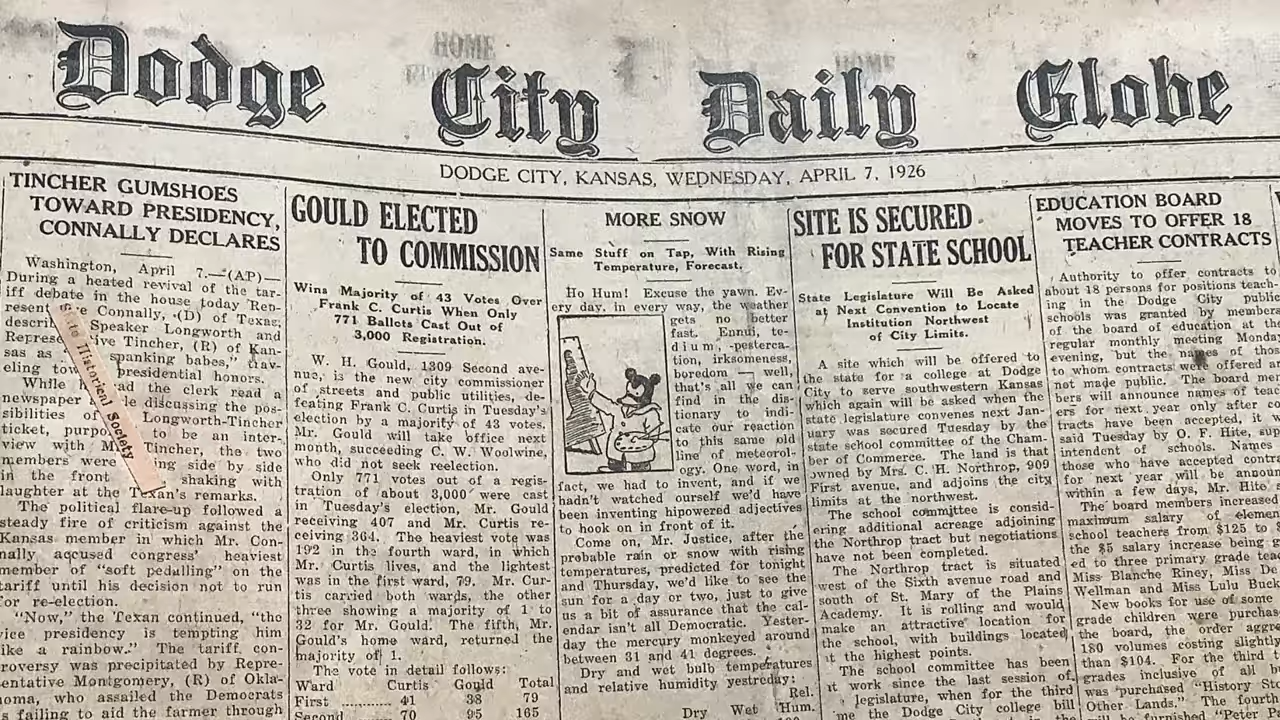 Dodge City Daily Globe
DODGE CITY, KANSAS, WEDNESDAY, APRIL 7, 1926
TINCHER GUMSHOES
TOWARD PRESIDENCY,
CONNALLY DECLARES
Washington, April 7.—(AP)—
During a heated revival of the tar-
iff debate in the house today Rep-
resent Connally, (D) of Texas,
descri Speaker Longworth and
Represe tive Tincher, (R) of Kan-
sas as spanking babes," trav-
eling tow presidential honors.
While h ad the clerk read a
newspaper le discussing the pos-
sibilities of Longworth-Tincher
ticket, purpo to be an inter-
view with M Tincher, the two
members were ing side by side
in the front shaking with
laughter at the Texan's remarks.
The political flare-up followed a
steady fire of criticism against the
Kansas member in which Mr. Con-
nally accused congress' heaviest
member of "soft pedalling" on the
tariff until his decision not to run
for re-election.
"Now," the Texan continued, "the
vice presidency is tempting him
like a rainbow." The tariff con-
roversy was precipitated by Repre-
entative Montgomery, (R) of Okla-
oma, who assailed the Democrats
s failing to aid the farmer through
Historical Society
GOULD ELECTED
TO COMMISSION
Wins Majority of 43 Votes Over
Frank C. Curtis When Only
771 Ballots Cast Out of
3,000 Registration.
W. H. Gould, 1309 Second ave-
nue, is the new city commissioner
of streets and public utilities, de-
feating Frank C. Curtis in Tuesday's
election by a majority of 43 votes.
Mr. Gould will take office next
month, succeeding C. W. Woolwine,
who did not seek reelection.
Only 771 votes out of a regis-
tration of about 3,000 were cast
in Tuesday's election, Mr. Gould
receiving 407 and Mr. Curtis re-
ceiving 364. The heaviest vote was
192 in the fourth ward, in which
Mr. Curtis lives, and the lightest
was in the first ward, 79. Mr. Cur-
tis carried both wards, the other
three showing a majority of 1 to
32 for Mr. Gould. The fifth, Mr.
Gould's home ward, returned the
majority of 1.
The vote in detail follows:
Ward Curtis Gould Total
First 41 38 79
Second 70 95 165
MORE SNOW
Same Stuff on Tap, With Rising
Temperature, Forecast.
Ho Hum! Excuse the yawn. Ev-
ery day, in every way, the weather
gets no better
fast. Ennui, te-
dium, pesterca-
tion, irksomeness,
boredom — well,
that's all we can
find in the dic-
tionary to indi-
cate our reaction
to this same old
line of meteorol-
ogy. One word, in
fact, we had to invent, and if we
hadn't watched ourself we'd have
been inventing hipowered adjectives
to hook on in front of it.
Come on, Mr. Justice, after the
probable rain or snow with rising
temperatures, predicted for tonight
and Thursday, we'd like to see the
sun for a day or two, just to give
us a bit of assurance that the cal-
endar isn't all Democratic. Yester-
day the mercury monkeyed around
between 31 and 41 degrees.
Dry and wet bulb temperatures
and relative humidity yestreday:
Rel.
Dry Wet Hum.
SITE IS SECURED
FOR STATE SCHOOL
State Legislature Will Be Asked
at Next Convention to Locate
Institution Northwest
of City Limits.
A site which will be offered to
the state for a college at Dodge
City to serve southwestern Kansas
which again will be asked when the
state legislature convenes next Jan-
uary was secured Tuesday by the
state school committee of the Cham-
ber of Commerce. The land is that
owned by Mrs. C. H. Northrop, 909
First avenue, and adjoins the city
limits at the northwest.
The school committee is consid-
ering additional acreage adjoining
the Northrop tract but negotiations
have not been completed.
The Northrop tract is situated
west of the Sixth avenue road and
south of St. Mary of the Plains
Academy. It is rolling and would
make an attractive location for
the school, with buildings located
at the highest points.
The school committee has been
at work since the last session of
legislature, when for the third
me the Dodge City college bill
EDUCATION BOARD
MOVES TO OFFER 18
TEACHER CONTRACTS
Authority to offer contracts to
about 18 persons for positions teach-
ing in the Dodge City public
schools was granted by members
of the board of education at the
regular monthly meeting Monday
evening, but the names of those
to whom contracts were offered ar
not made public. The board mem
bers will announce names of teac
ers for next year only after co
tracts have been accepted, it
said Tuesday by O. F. Hite, sup
intendent of schools. Names
those who have accepted contra
for next year will be announ
within a few days, Mr. Hite s
The board members increased
maximum salary of elemen
school teachers from $125 to
the $5 salary increase being g
ed to three primary grade tea
Miss Blanche Riney, Miss De
Wellman and Miss Lulu Buck
New books for use of some
grade children were purchas
the board, the order aggre
180 volumes costing slightly
than $104. For the third t
grades inclusive of all b
was purchased "History Sto
Other Lands." The fourth
furnished "Peter P